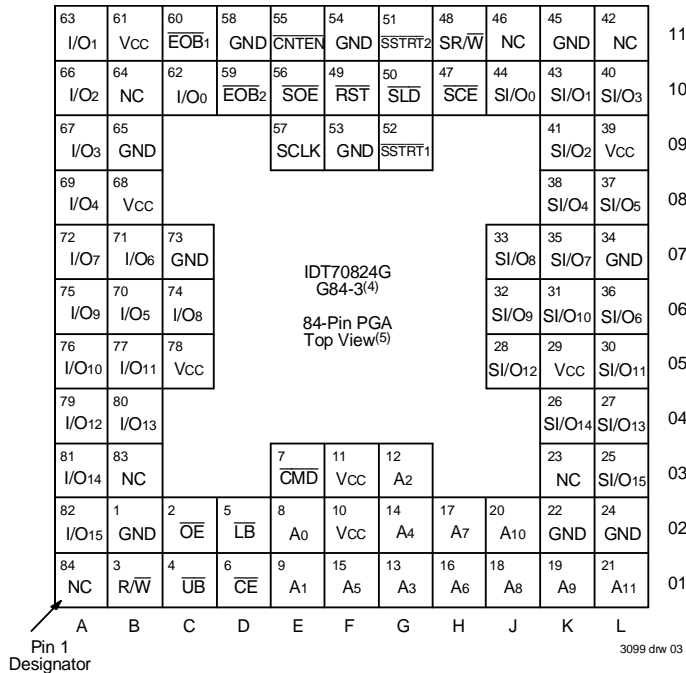 63 61 60 58 55 54 51 48 46 45 42
I/O1 VCC EOB1 GND CNTEN GND SSTRT2 SR/W NC GND NC 11
66 64 62 59 56 49 50 47 44 43 40
I/O2 NC I/O0 EOB2 SOE RST SLD SCE SI/O0 SI/O1 SI/O3 10
67 65 57 53 52 41 39
I/O3 GND SCLK GND SSTRT1 SI/O2 VCC 09
69 68 38 37
I/O4 VCC SI/O4 SI/O5 08
72 71 73 33 35 34
I/O7 I/O6 GND SI/O8 SI/O7 GND 07
IDT70824G
G84-3(4)
75 70 74 32 31 36
I/O9 I/O5 I/O8 SI/O9 SI/O10 SI/O6 06
84-Pin PGA
Top View(5)
76 77 78 28 29 30
I/O10 I/O11 VCC SI/O12 VCC SI/O11 05
79 80 26 27
I/O12 I/O13 SI/O14 SI/O13 04
81 83 7 11 12 23 25
I/O14 NC CMD VCC A2 NC SI/O15 03
82 1 2 5 8 10 14 17 20 22 24
I/O15 GND OE LB A0 VCC A4 A7 A10 GND GND 02
84 3 4 6 9 15 13 16 18 19 21
NC R/W UB CE A1 A5 A3 A6 A8 A9 A11 01
A B C D E F G H J K L
Pin 1
Designator
3099 drw 03